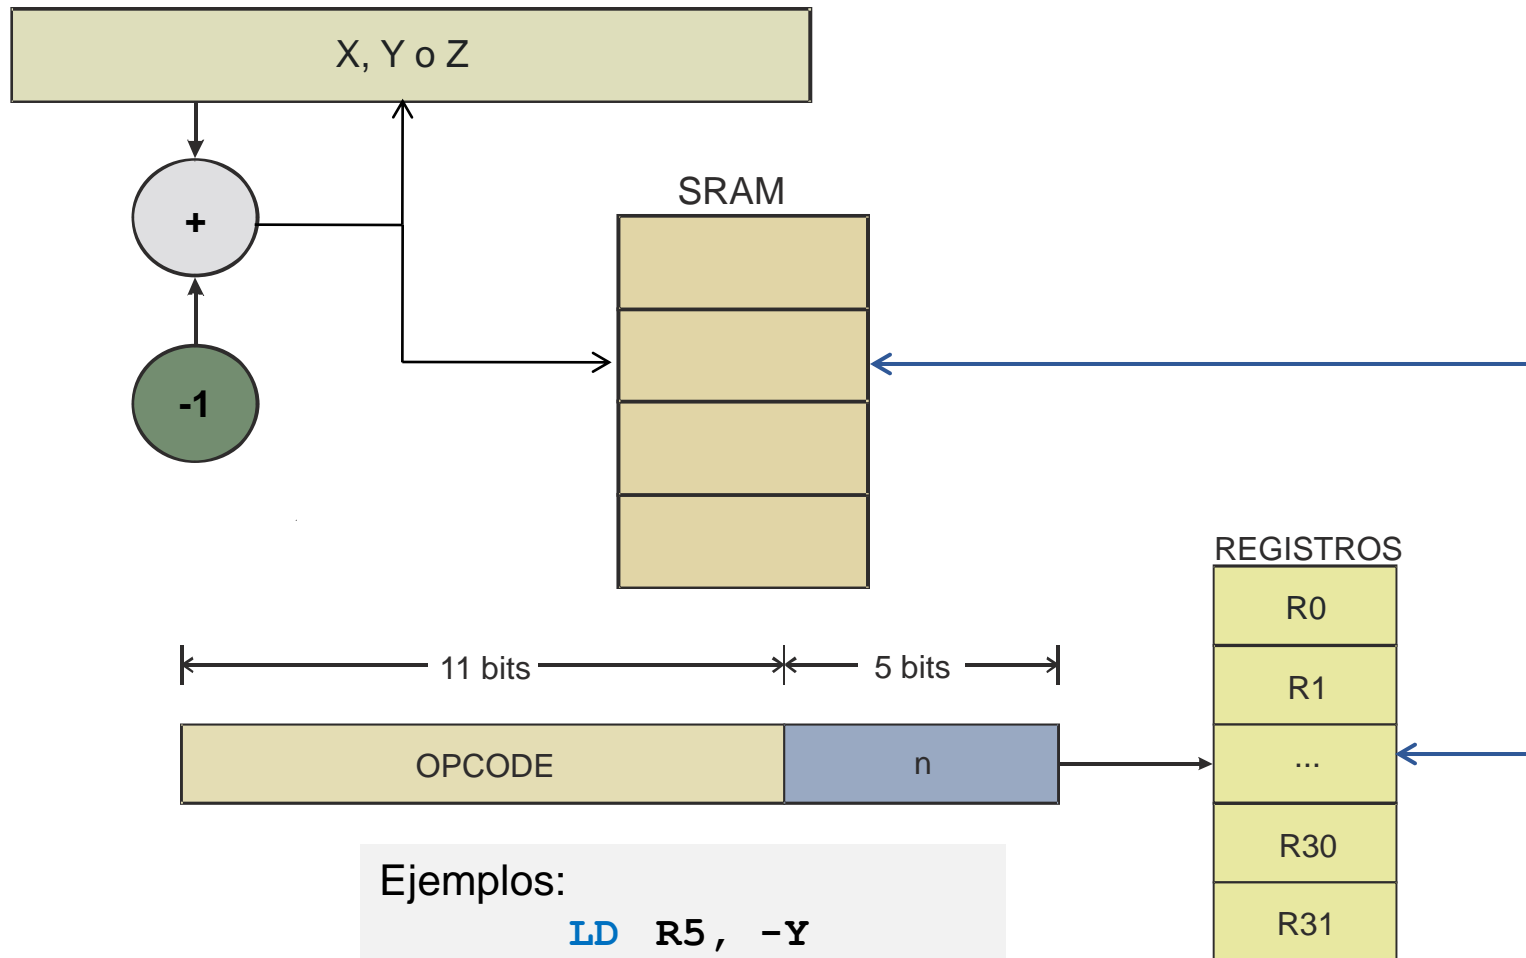 X, Y o Z
+
-1
SRAM
REGISTROS
R0
R1
...
R30
R31
11 bits
5 bits
OPCODE
n
Ejemplos:
LD R5, -Y